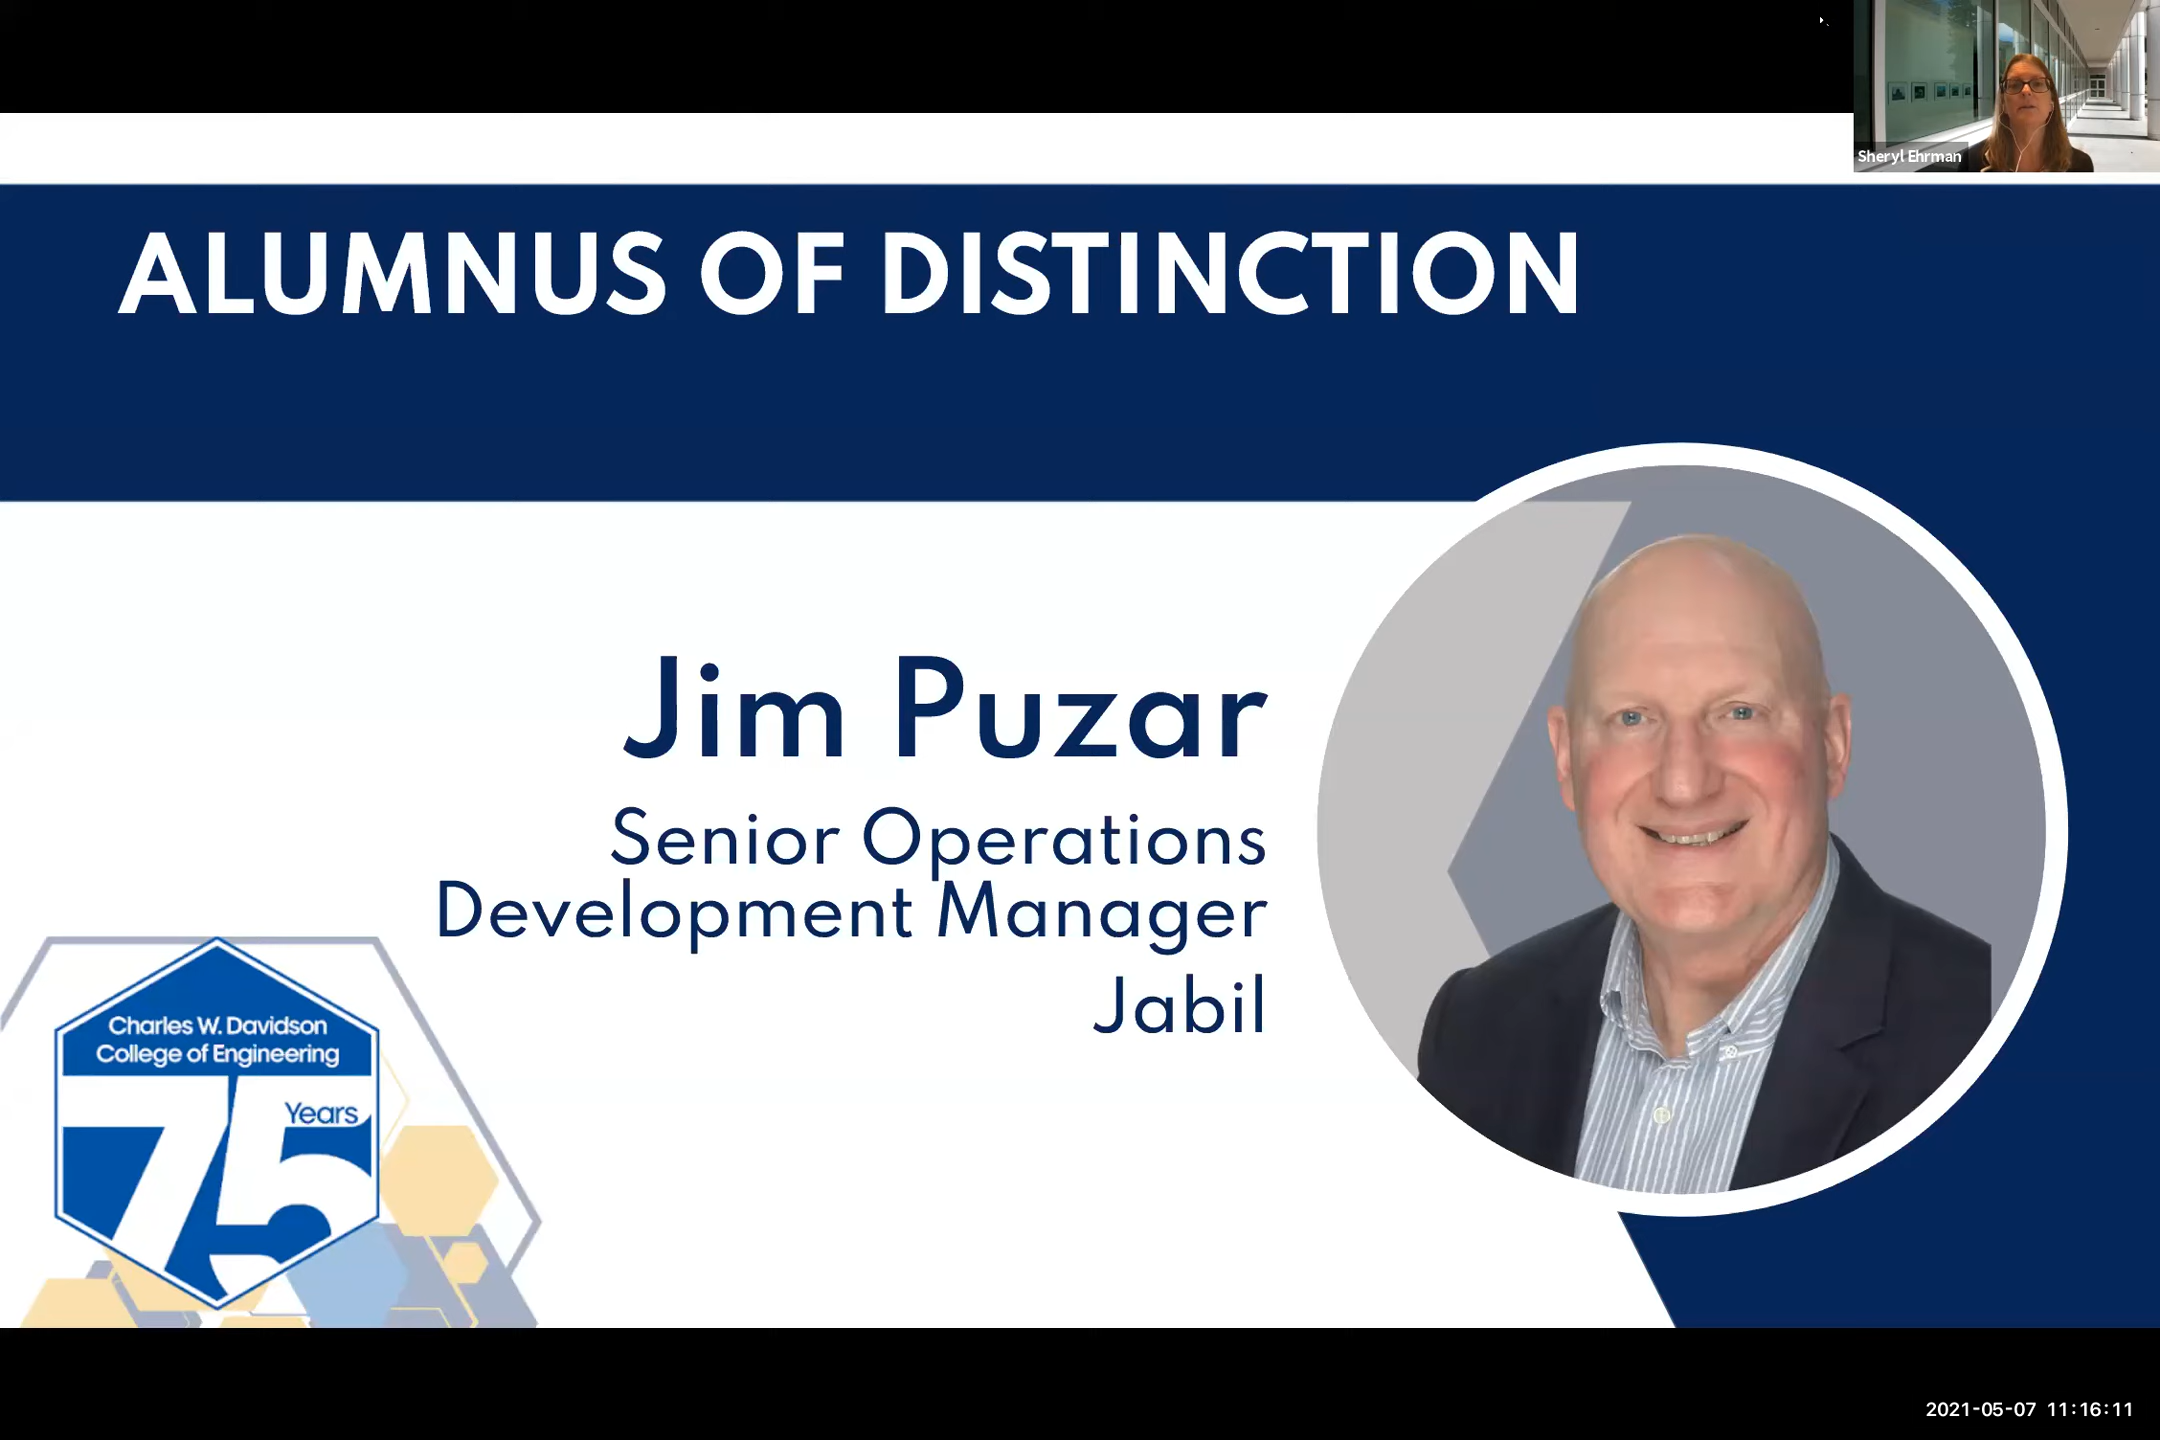 Sheryl Ehrman
ALUMNUS OF DISTINCTION
Jim Puzar
Senior Operations
Development Manager
Jabil
Charles W. Davidson
College of Engineering
75
Years
2021-05-07 11:16:11